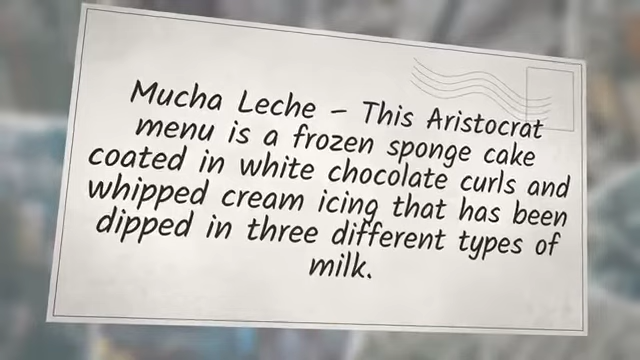 Mucha Leche – This Aristocrat
menu is a frozen sponge cake
coated in white chocolate curls and
whipped cream icing that has been
dipped in three different types of
milk.